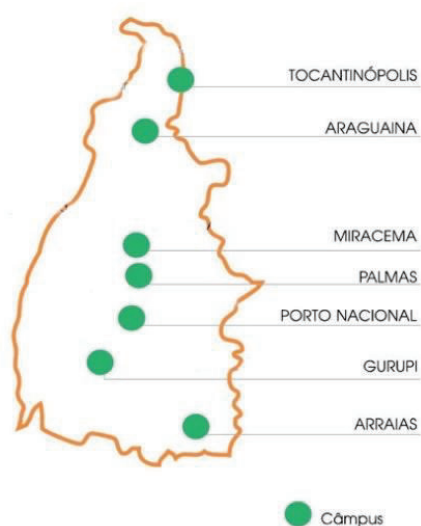 TOCANTINÓPOLIS
ARAGUAINA
MIRACEMA
PALMAS
PORTO NACIONAL
GURUPI
ARRAIAS
Câmpus